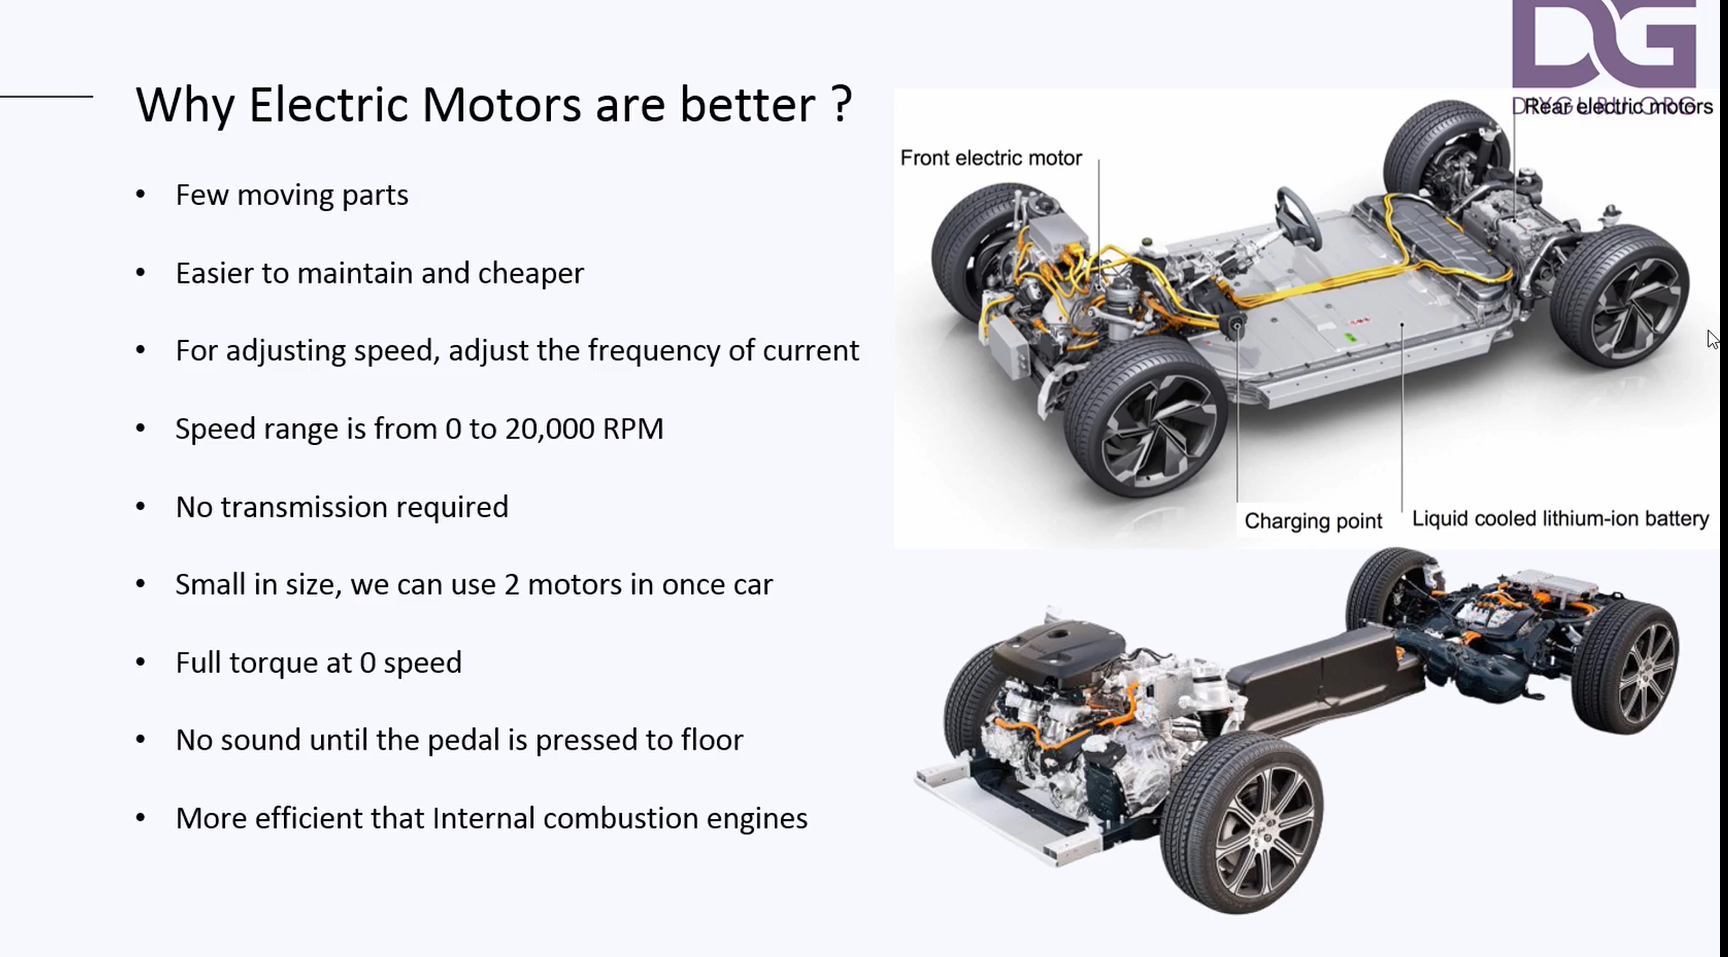 Why Electric Motors are better ?
• Few moving parts
• Easier to maintain and cheaper
• For adjusting speed, adjust the frequency of current
• Speed range is from 0 to 20,000 RPM
• No transmission required
• Small in size, we can use 2 motors in once car
• Full torque at 0 speed
• No sound until the pedal is pressed to floor
• More efficient that Internal combustion engines
DG
DIYGURU.ORG
Rear electric motors
Front electric motor
Charging point
Liquid cooled lithium-ion battery